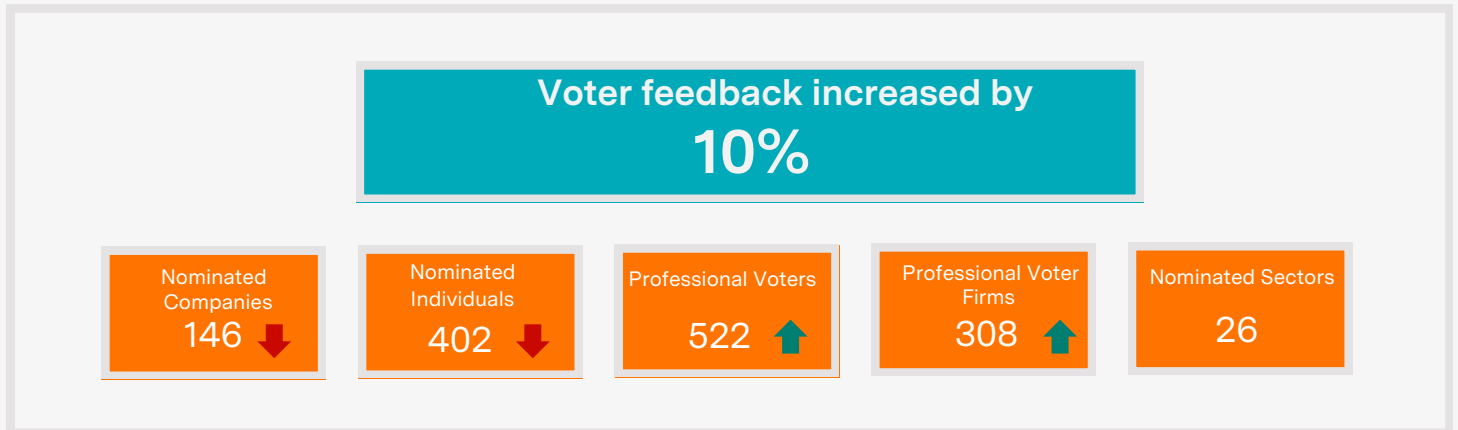 Voter feedback increased by
10%
Nominated
Companies
146
Nominated
Individuals
402
Professional Voters
522
Professional Voter
Firms
308
Nominated Sectors
26